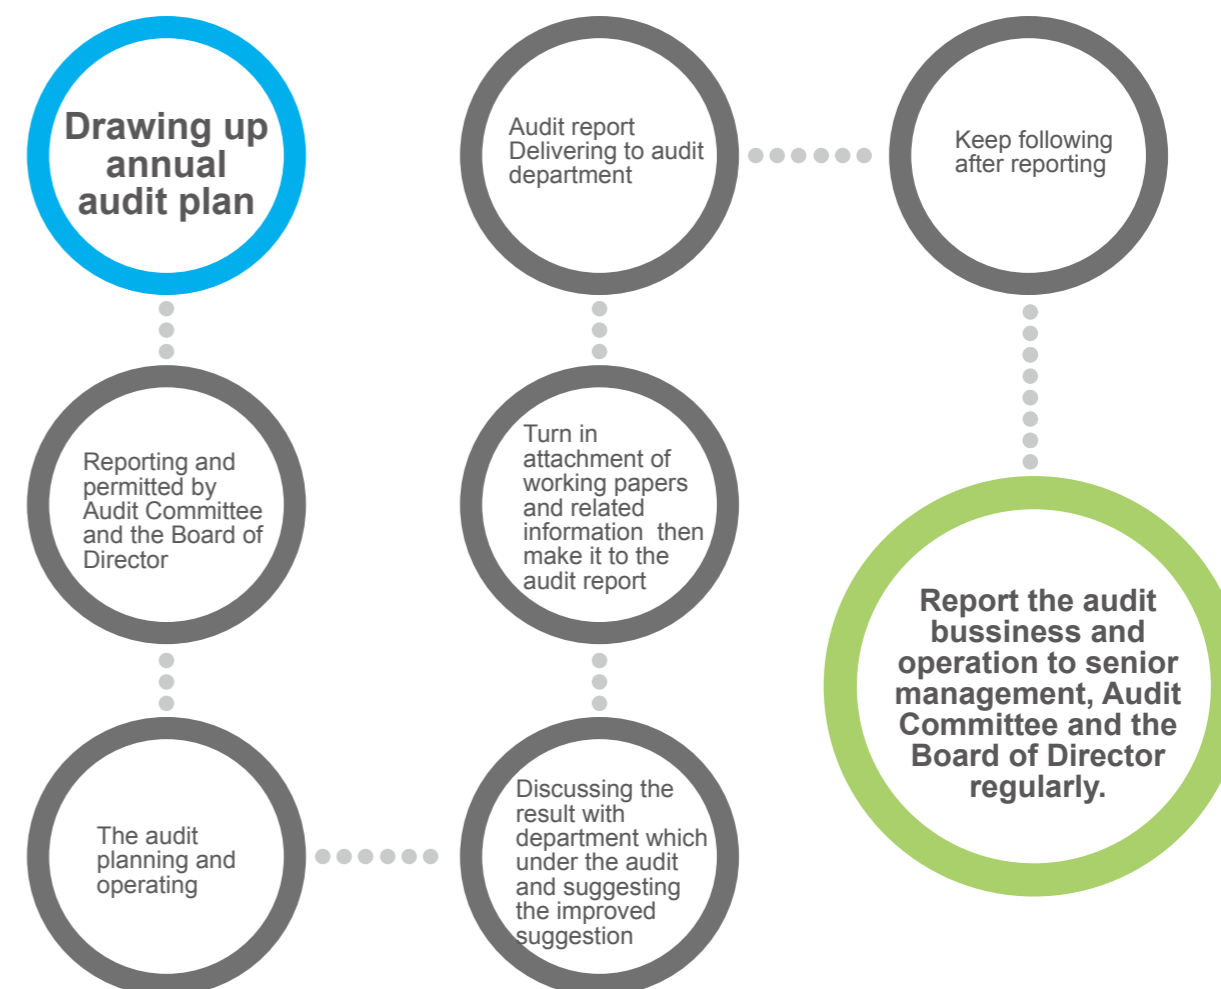 Drawing up
annual
audit plan
Reporting and
permitted by
Audit Committee
and the Board of
Director
The audit
planning and
operating
Discussing the
result with
department which
under the audit
and suggesting
the improved
suggestion
Turn in
attachment of
working papers
and related
information  then
make it to the
audit report
Audit report
Delivering to audit
department
Keep following
after reporting
Report the audit
bussiness and
operation to senior
management, Audit
Committee and the
Board of Director
regularly.